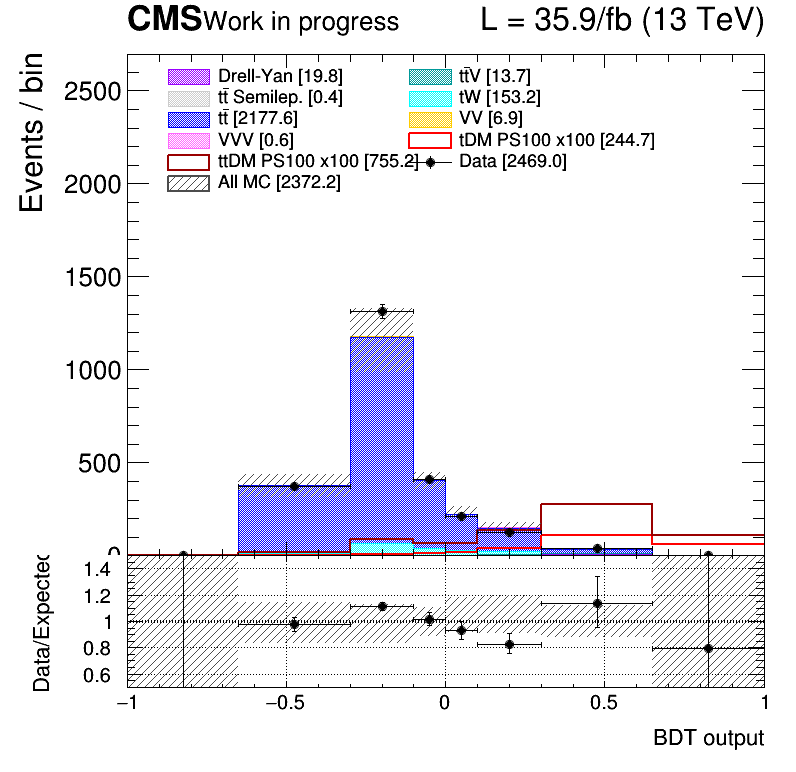 CMS Work in progress L = 35.9/fb (13 TeV)
Events / bin
2500
2000
1500
1000
500
0
Drell-Yan [19.8]
tt̄V [13.7]
tt̄ Semilep. [0.4]
tW [153.2]
tt̄ [2177.6]
VV [6.9]
VVV [0.6]
tDM PS100 x100 [244.7]
ttDM PS100 x100 [755.2]
Data [2469.0]
All MC [2372.2]
Data/Expected
1.4
1.2
1
0.8
0.6
−1 −0.5 0 0.5 1
BDT output